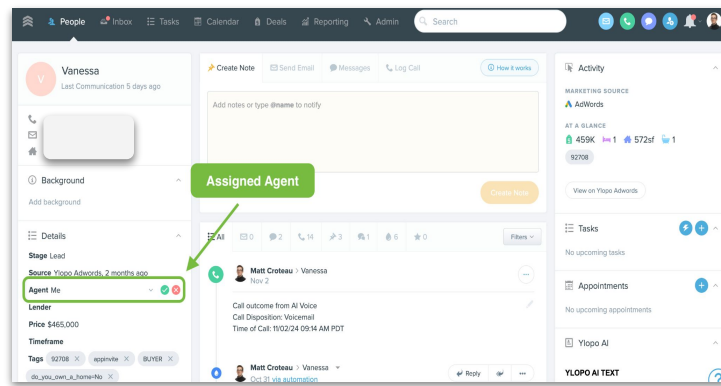 People
Inbox
Tasks
Calendar
Deals
Reporting
Admin
Search
V
Vanessa
Last Communication 5 days ago
Background
Add background
Details
Stage Lead
Source Ylopo Adwords, 2 months ago
Agent Me
Lender
Price $465,000
Timeframe
Tags 92708 X appinvite X BUYER X
do_you_own_a_home=No X
Create Note
Send Email
Messages
Log Call
How it works
Add notes or type @name to notify
Create Note
Assigned Agent
All 0 2 14 3 1 6 0 Filters
Matt Croteau > Vanessa
Nov 2
Call outcome from AI Voice
Call Disposition: Voicemail
Time of Call: 11/02/24 09:14 AM PDT
Matt Croteau > Vanessa
Oct 31 via automation
Reply
Activity
MARKETING SOURCE
AdWords
AT A GLANCE
459K 1 572sf 1
92708
View on Ylopo Adwords
Tasks
No upcoming tasks
Appointments
No upcoming appointments
Ylopo AI
YLOPO AI TEXT
?